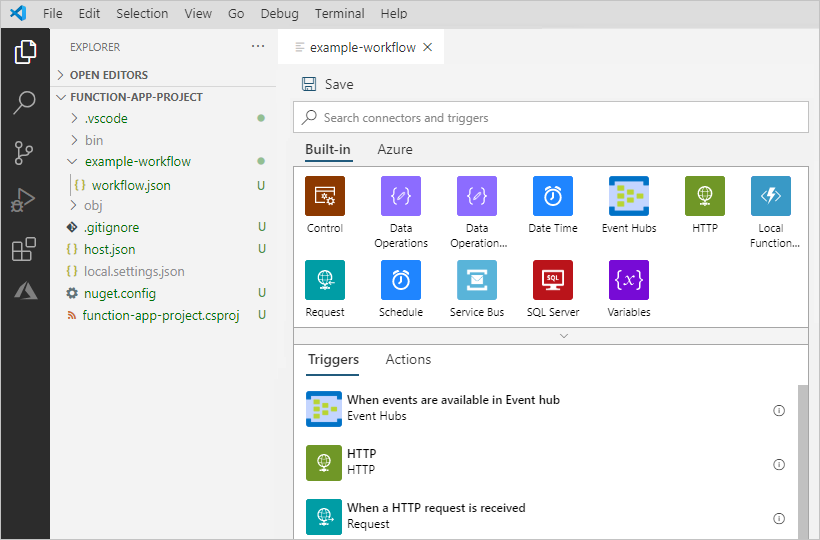 File Edit Selection View Go Debug Terminal Help
EXPLORER ...
example-workflow
OPEN EDITORS
FUNCTION-APP-PROJECT
.vscode
bin
example-workflow
{} workflow.json U
obj
.gitignore U
{} host.json U
{} local.settings.json
nuget.config U
function-app-project.csproj U
Save
Search connectors and triggers
Built-in Azure
Control
Data Operations
Data Operation...
Date Time
Event Hubs
HTTP
Local Function...
Request
Schedule
Service Bus
SQL
SQL Server
{x}
Variables
Triggers Actions
When events are available in Event hub
Event Hubs
HTTP
HTTP
When a HTTP request is received
Request